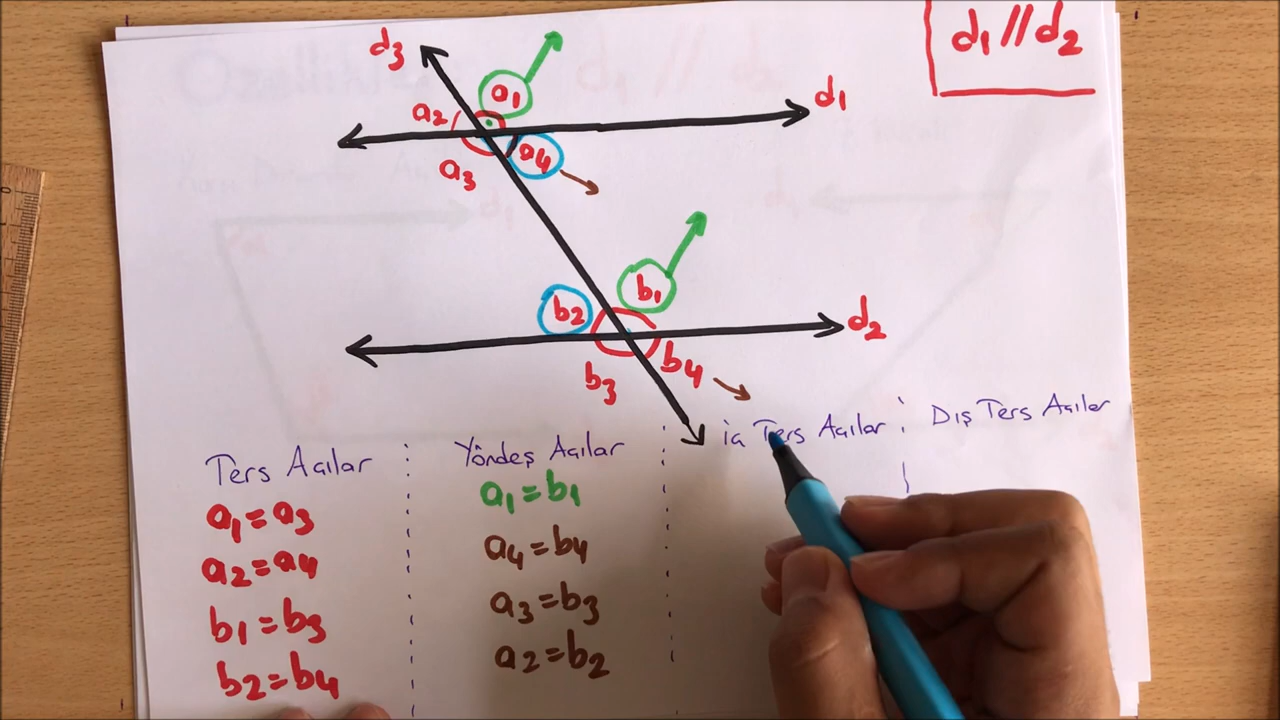 d1 // d2
d3
a1
d1
a2
a4
a3
b1
b2
d2
b4
b3
Ters Açılar
a1 = a3
a2 = a4
b1 = b3
b2 = b4
Yöndeş Açılar
a1 = b1
a4 = b4
a3 = b3
a2 = b2
iç Ters Açılar
Dış Ters Açılar